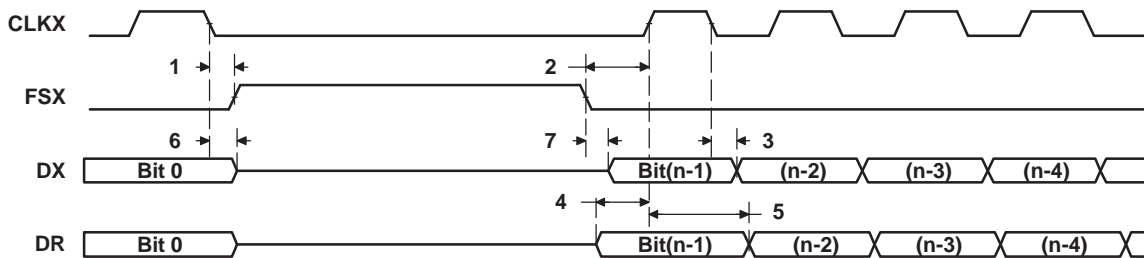 CLKX
1 2
FSX
6 7 3
DX Bit 0 Bit(n-1) (n-2) (n-3) (n-4)
4 5
DR Bit 0 Bit(n-1) (n-2) (n-3) (n-4)